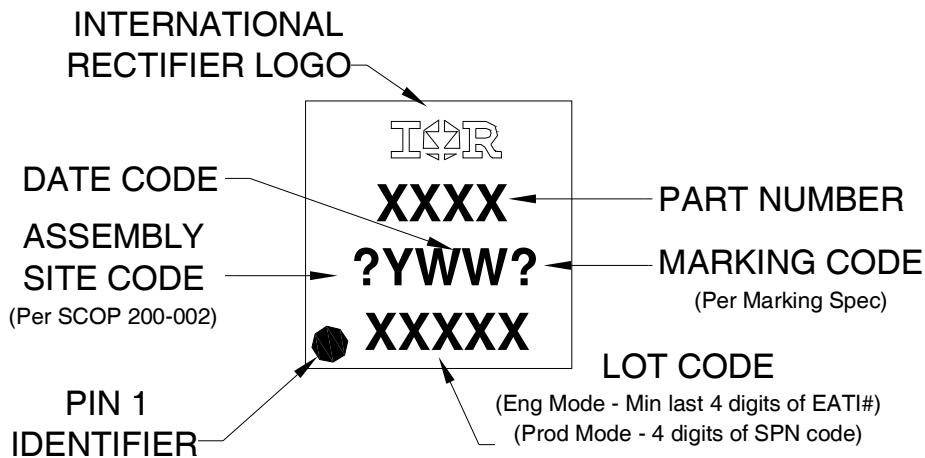 INTERNATIONAL
RECTIFIER LOGO
IOR
DATE CODE
XXXX
PART NUMBER
ASSEMBLY
SITE CODE
(Per SCOP 200-002)
?YWW?
MARKING CODE
(Per Marking Spec)
XXXXX
PIN 1
IDENTIFIER
LOT CODE
(Eng Mode - Min last 4 digits of EATI#)
(Prod Mode - 4 digits of SPN code)